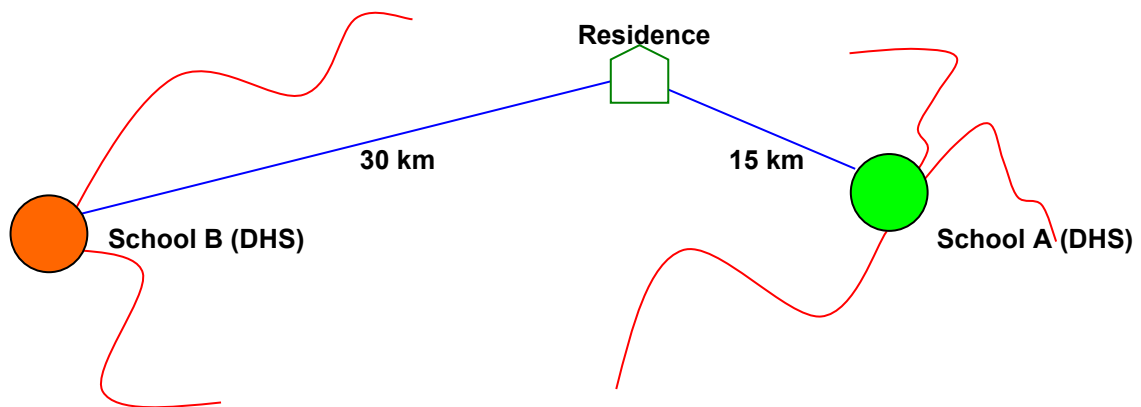 Residence
30 km
15 km
School B (DHS)
School A (DHS)